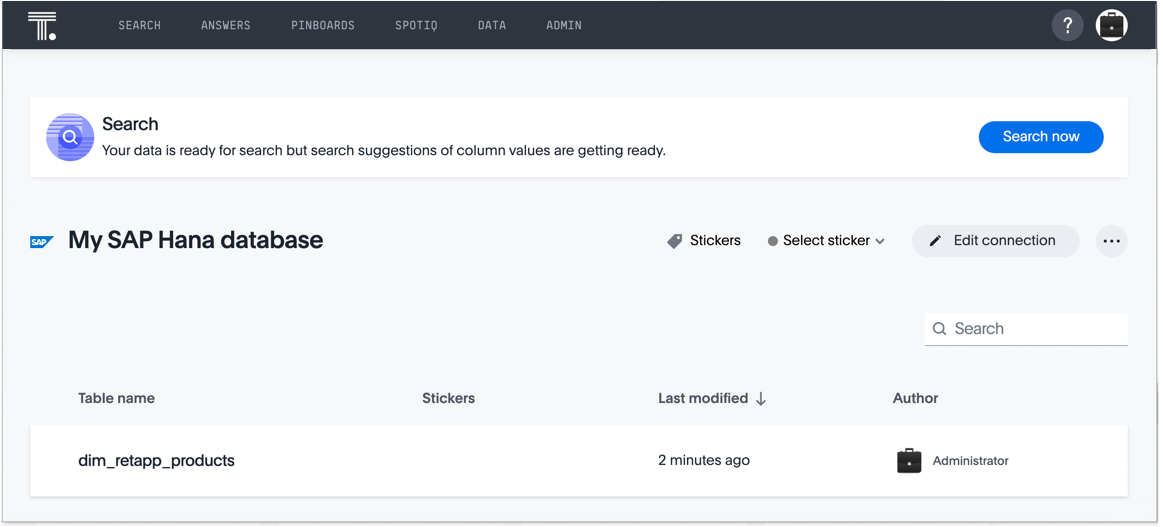 T. SEARCH ANSWERS PINBOARDS SPOTIQ DATA ADMIN ?
Search
Your data is ready for search but search suggestions of column values are getting ready.
Search now
SAP My SAP Hana database Stickers Select sticker Edit connection
Search
Table name Stickers Last modified Author
dim_retapp_products 2 minutes ago Administrator